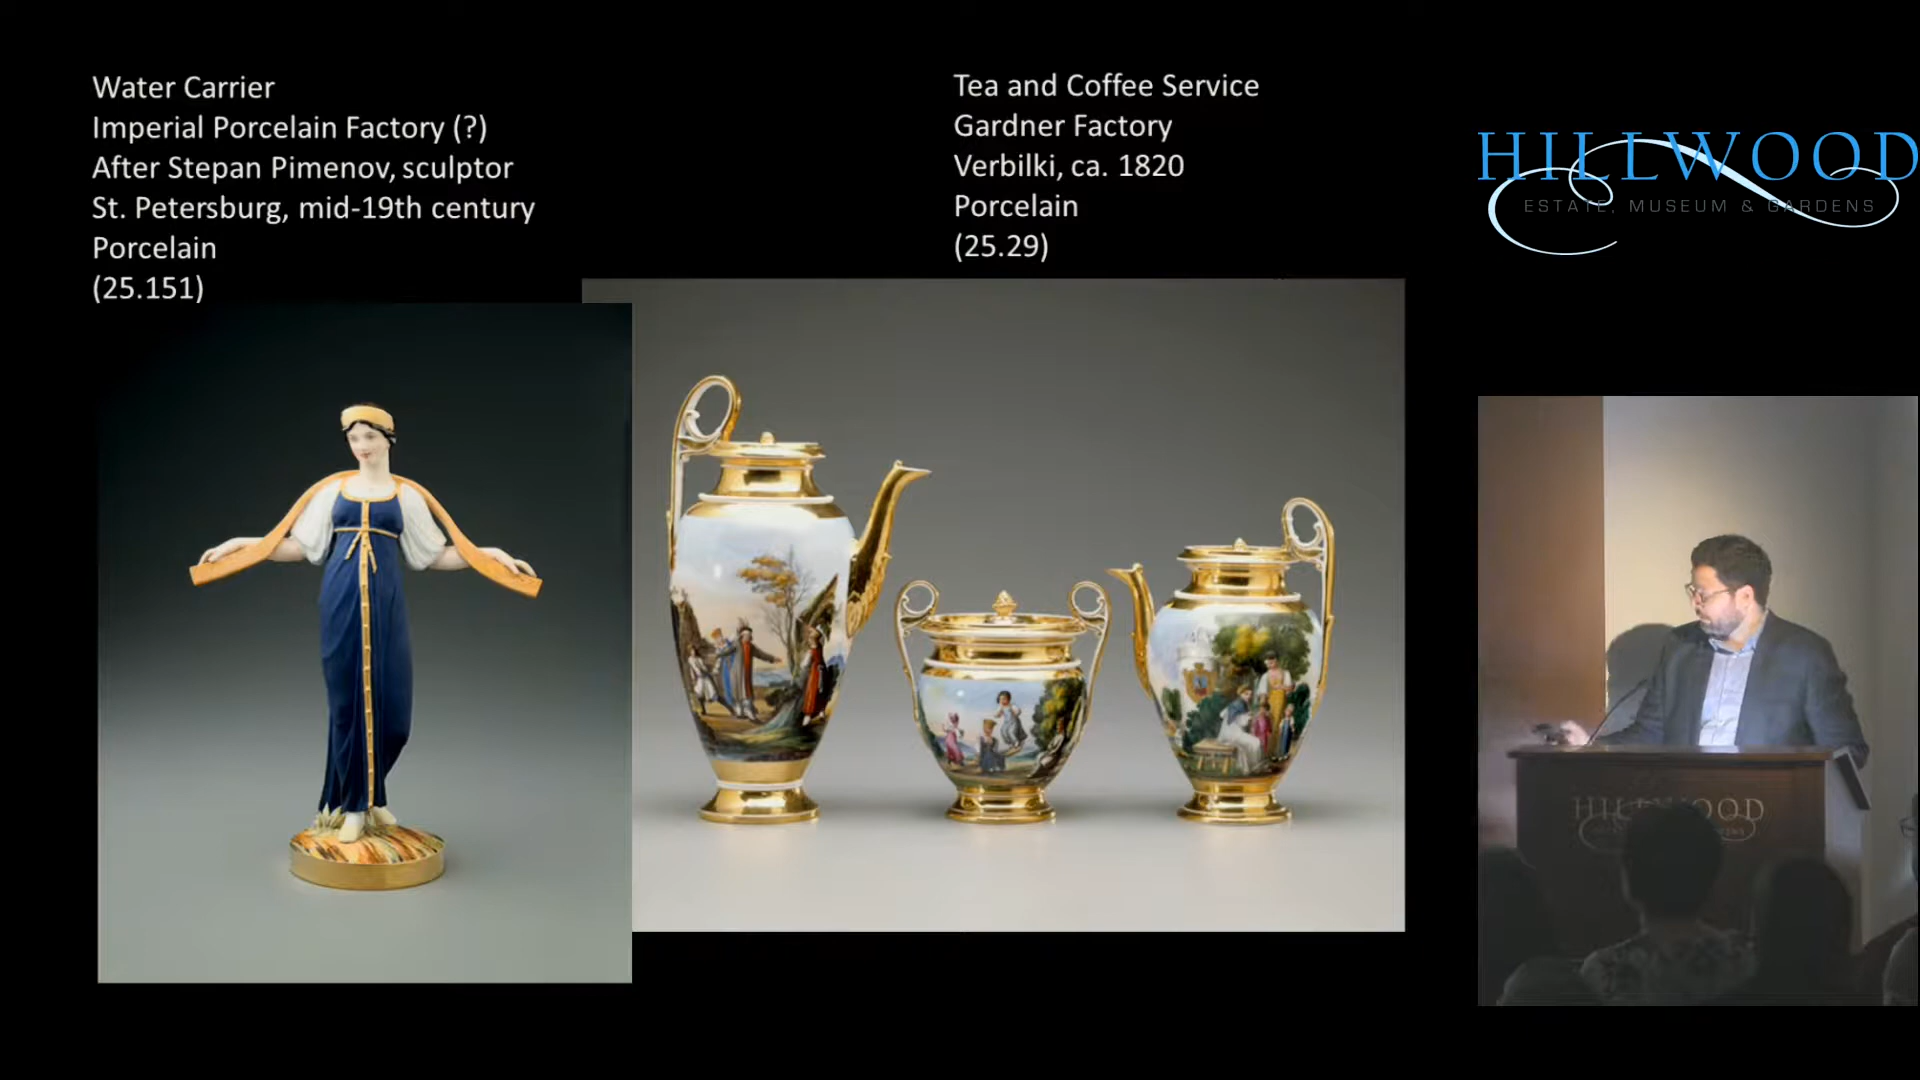 Water Carrier
Imperial Porcelain Factory (?)
After Stepan Pimenov, sculptor
St. Petersburg, mid-19th century
Porcelain
(25.151)
Tea and Coffee Service
Gardner Factory
Verbilki, ca. 1820
Porcelain
(25.29)
HILLWOOD
ESTATE, MUSEUM & GARDENS
HILLWOOD